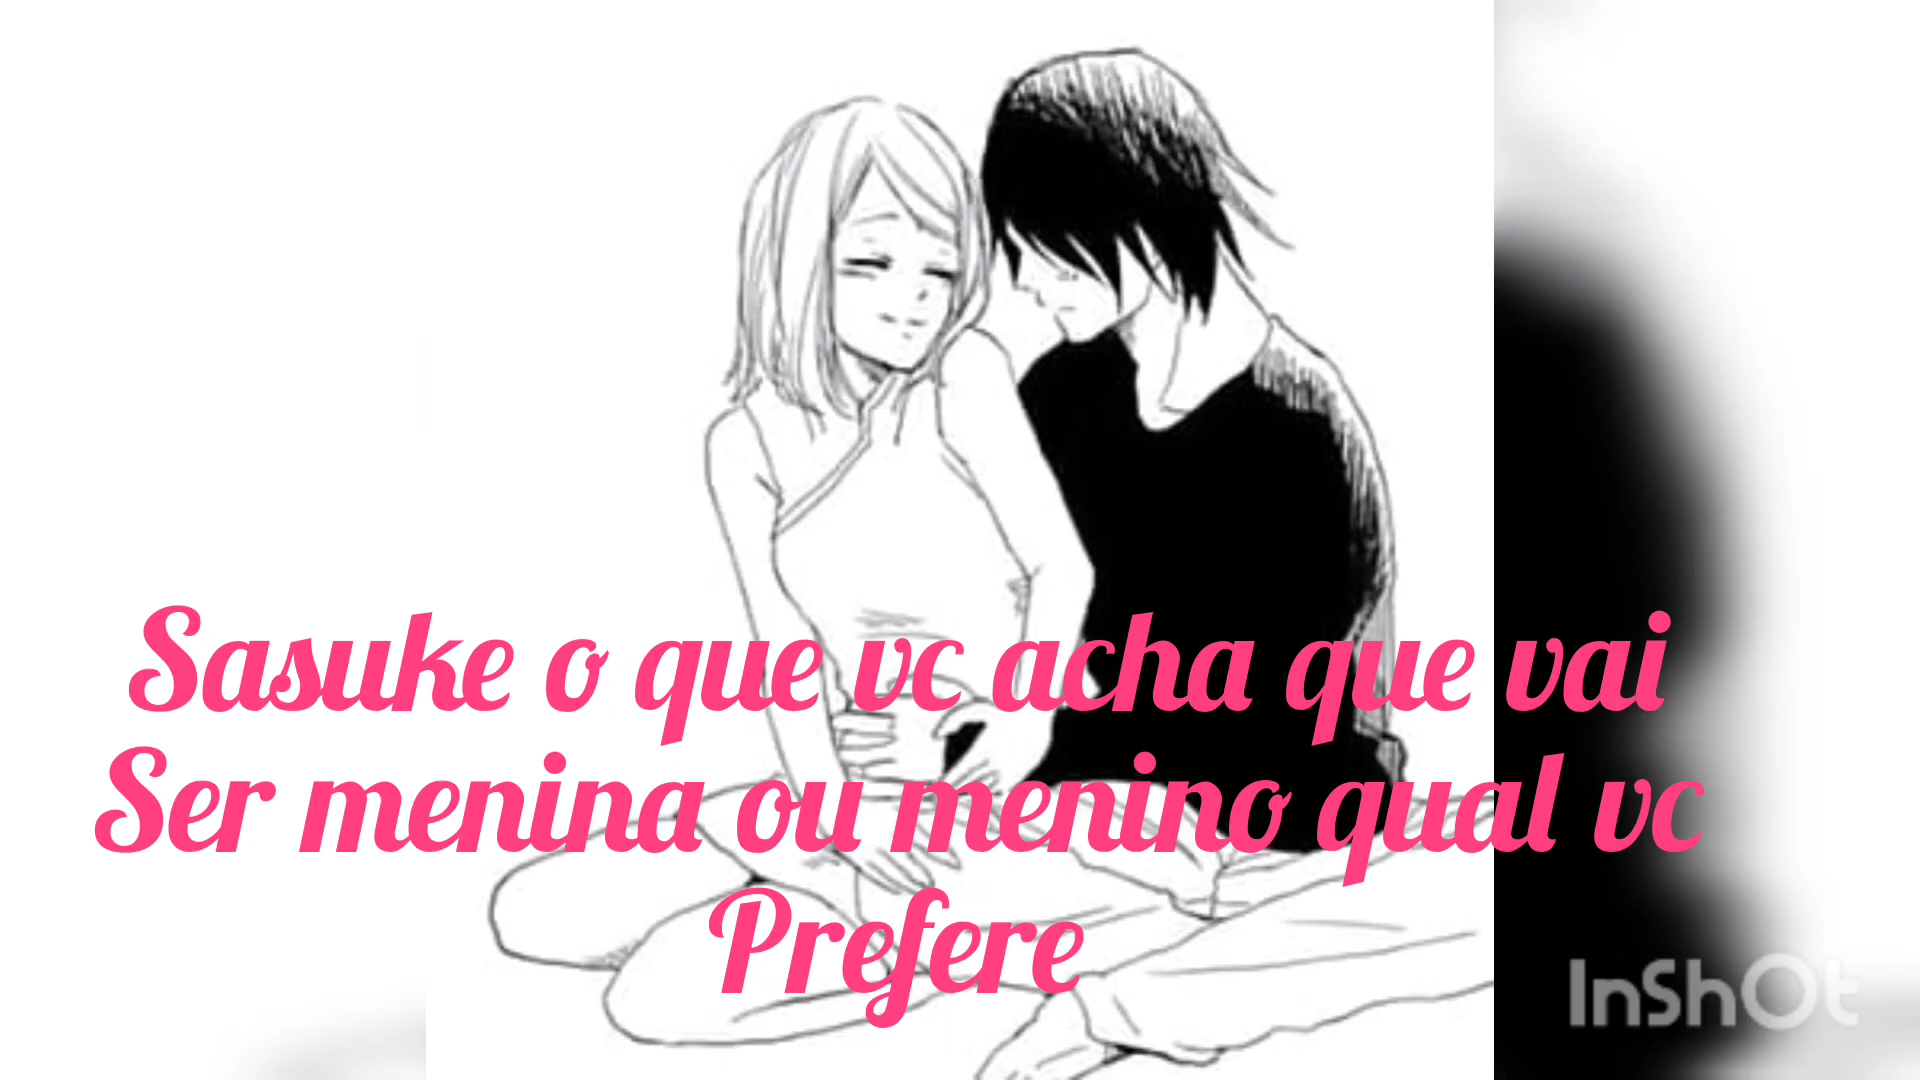 Sasuke o que vc acha que vai
Ser menina ou menino qual vc
Prefere
InShOt